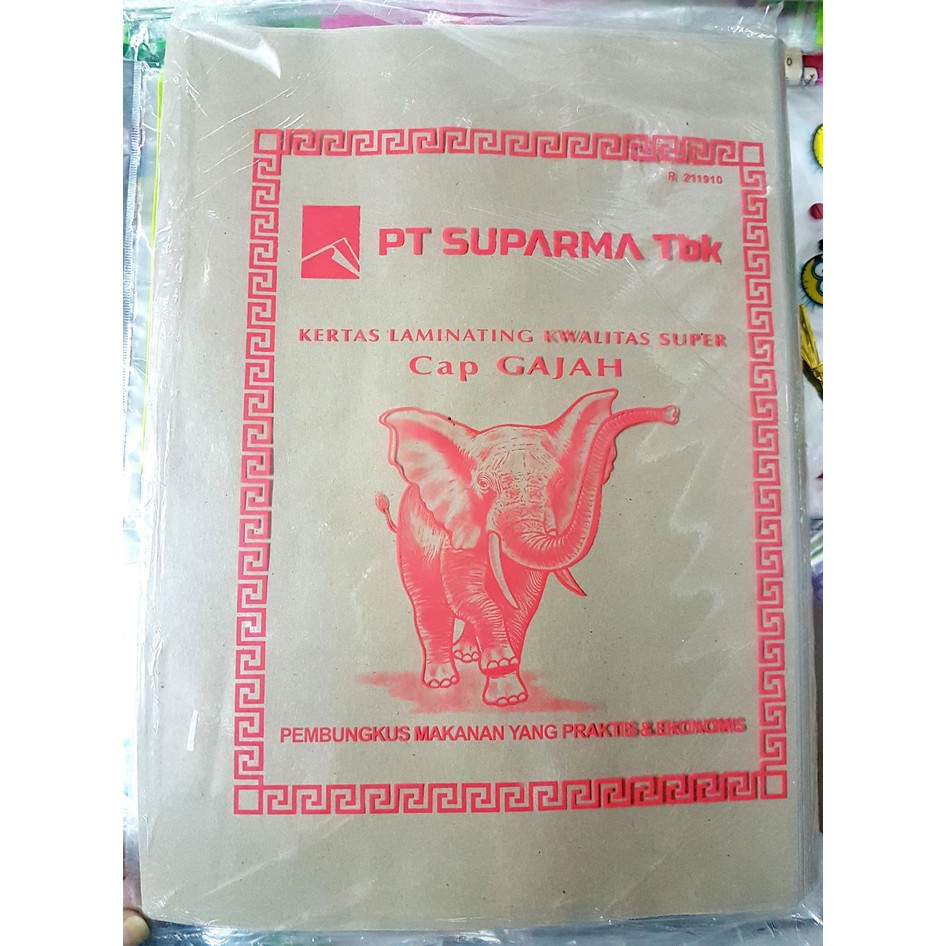 R. 211910
PT SUPARMA Tbk
KERTAS LAMINATING KWALITAS SUPER
Cap GAJAH
PEMBUNGKUS MAKANAN YANG PRAKTIS & EKONOMIS